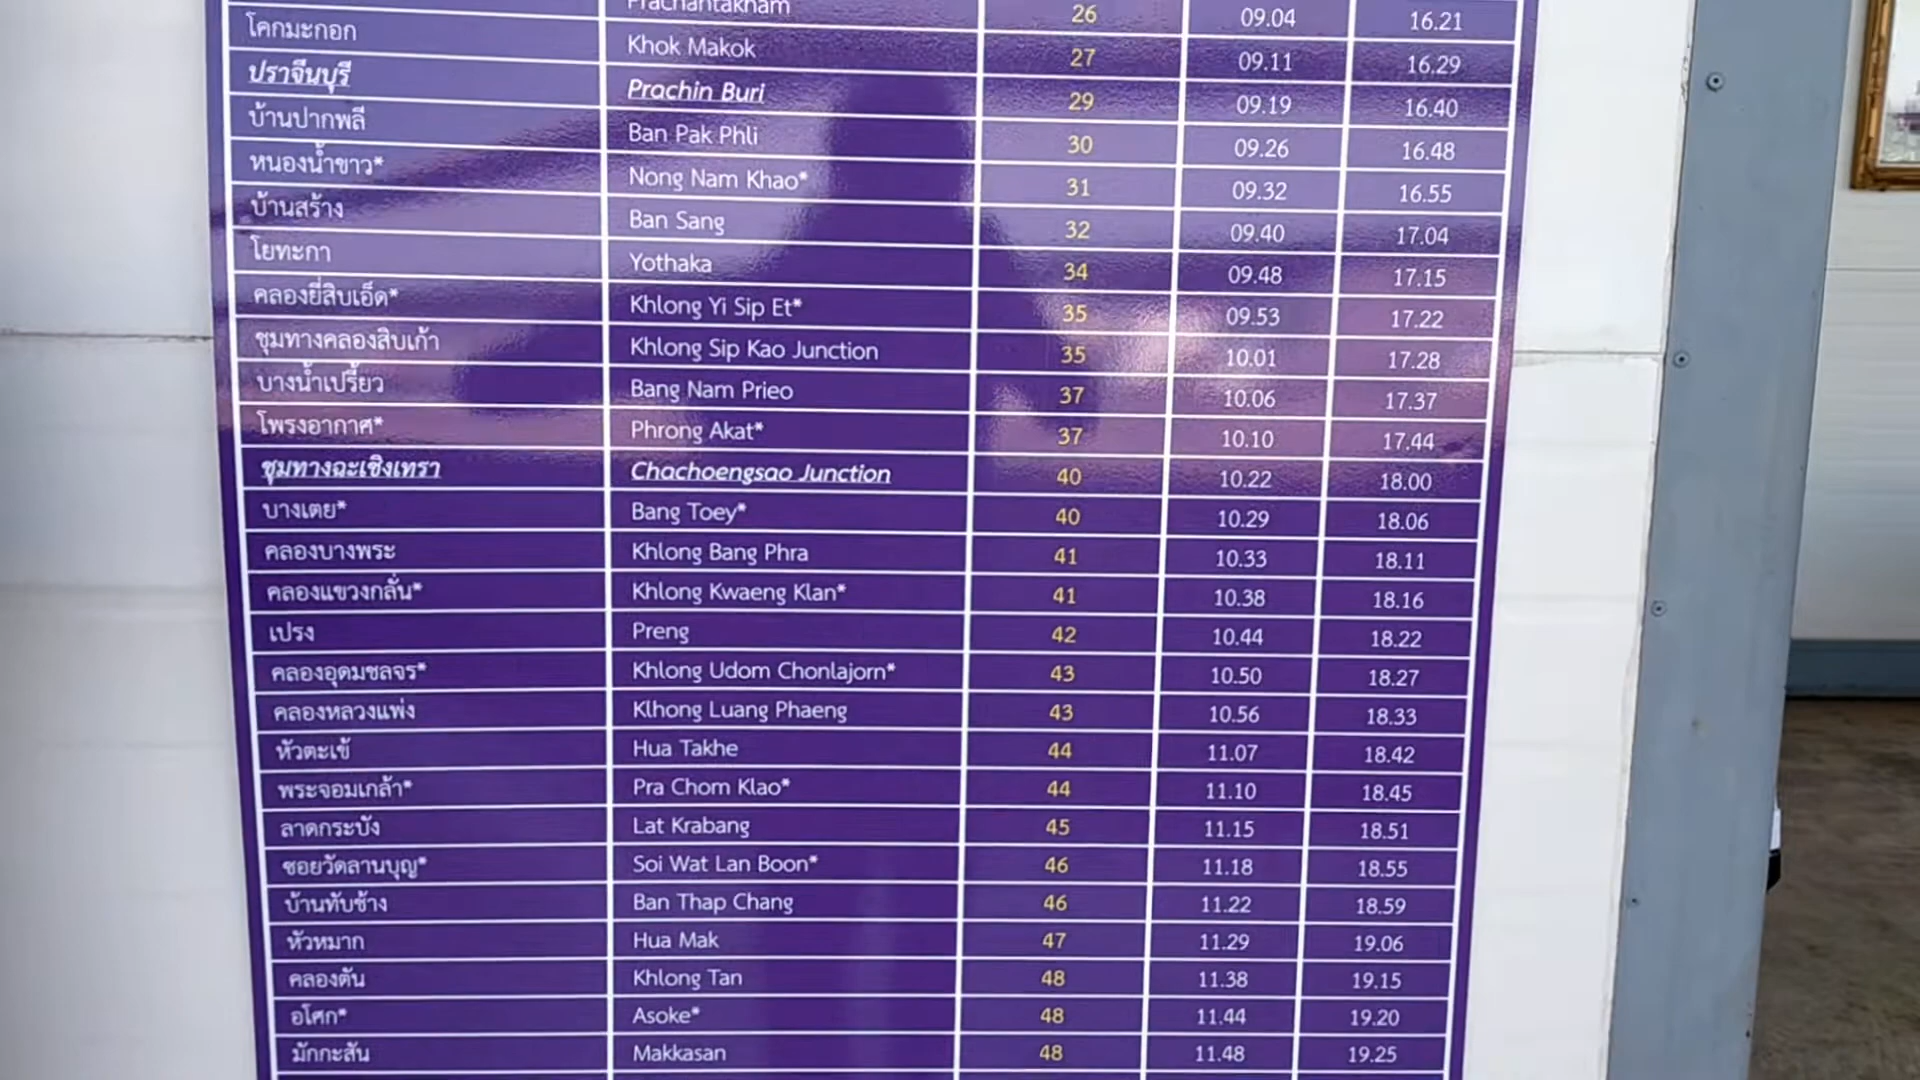 Prachantakham 26 09.04 16.21
โคกมะกอก Khok Makok 27 09.11 16.29
ปราจีนบุรี Prachin Buri 29 09.19 16.40
บ้านปากพลี Ban Pak Phli 30 09.26 16.48
หนองน้ำขาว* Nong Nam Khao* 31 09.32 16.55
บ้านสร้าง Ban Sang 32 09.40 17.04
โยทะกา Yothaka 34 09.48 17.15
คลองยี่สิบเอ็ด* Khlong Yi Sip Et* 35 09.53 17.22
ชุมทางคลองสิบเก้า Khlong Sip Kao Junction 35 10.01 17.28
บางน้ำเปรี้ยว Bang Nam Prieo 37 10.06 17.37
โพรงอากาศ* Phrong Akat* 37 10.10 17.44
ชุมทางฉะเชิงเทรา Chachoengsao Junction 40 10.22 18.00
บางเตย* Bang Toey* 40 10.29 18.06
คลองบางพระ Khlong Bang Phra 41 10.33 18.11
คลองแขวงกลั่น* Khlong Kwaeng Klan* 41 10.38 18.16
เปรง Preng 42 10.44 18.22
คลองอุดมชลจร* Khlong Udom Chonlajorn* 43 10.50 18.27
คลองหลวงแพ่ง Klhong Luang Phaeng 43 10.56 18.33
หัวตะเข้ Hua Takhe 44 11.07 18.42
พระจอมเกล้า* Pra Chom Klao* 44 11.10 18.45
ลาดกระบัง Lat Krabang 45 11.15 18.51
ซอยวัดลานบุญ* Soi Wat Lan Boon* 46 11.18 18.55
บ้านทับช้าง Ban Thap Chang 46 11.22 18.59
หัวหมาก Hua Mak 47 11.29 19.06
คลองตัน Khlong Tan 48 11.38 19.15
อโศก* Asoke* 48 11.44 19.20
มักกะสัน Makkasan 48 11.48 19.25